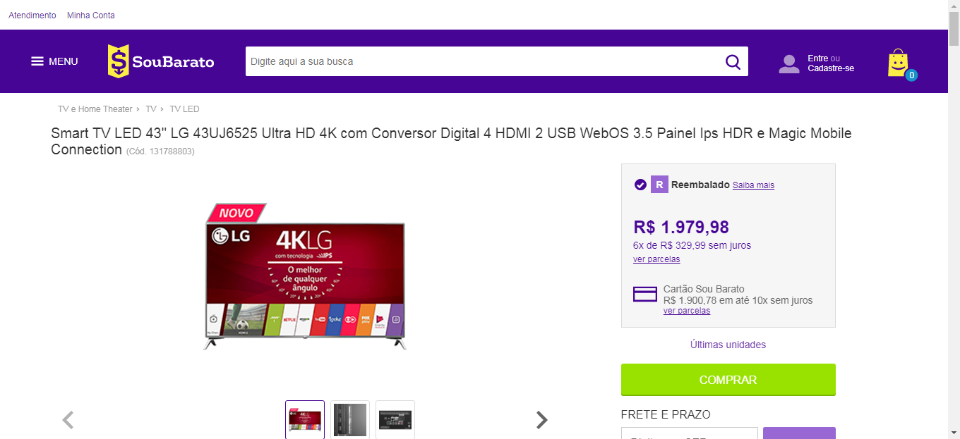 Atendimento Minha Conta
MENU
SouBarato
Digite aqui a sua busca
Entre ou
Cadastre-se
0
TV e Home Theater › TV › TV LED
Smart TV LED 43" LG 43UJ6525 Ultra HD 4K com Conversor Digital 4 HDMI 2 USB WebOS 3.5 Painel Ips HDR e Magic Mobile
Connection (Cód. 131788803)
R Reembalado Saiba mais
R$ 1.979,98
6x de R$ 329,99 sem juros
ver parcelas
Cartão Sou Barato
R$ 1.900,78 em até 10x sem juros
ver parcelas
NOVO
LG
4K LG
com tecnologia IPS
O melhor
de qualquer
ângulo
Últimas unidades
COMPRAR
FRETE E PRAZO